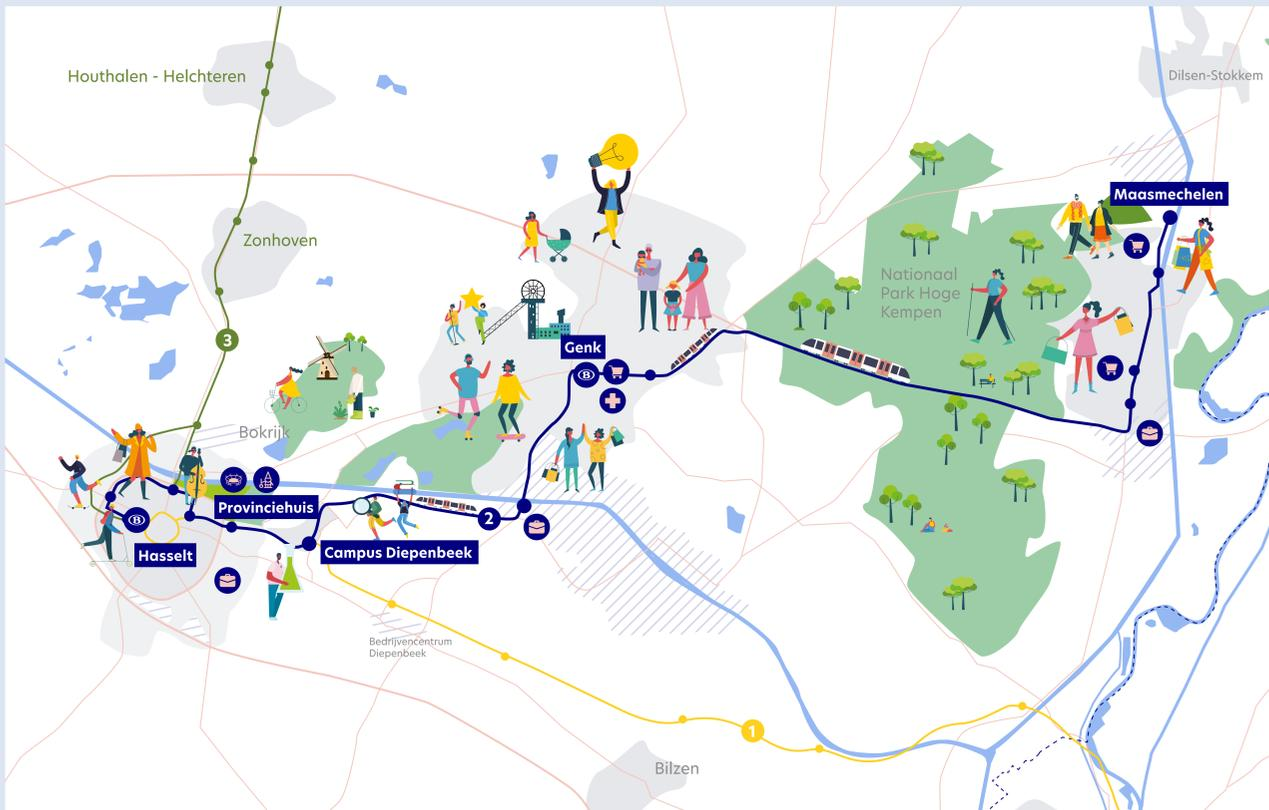 Houthalen - Helchteren
Dilsen-Stokkem
Maasmechelen
Zonhoven
Nationaal
Park Hoge
Kempen
3
Genk
B
Bokrijk
Provinciehuis
B
2
Hasselt
Campus Diepenbeek
Bedrijvencentrum
Diepenbeek
1
Bilzen